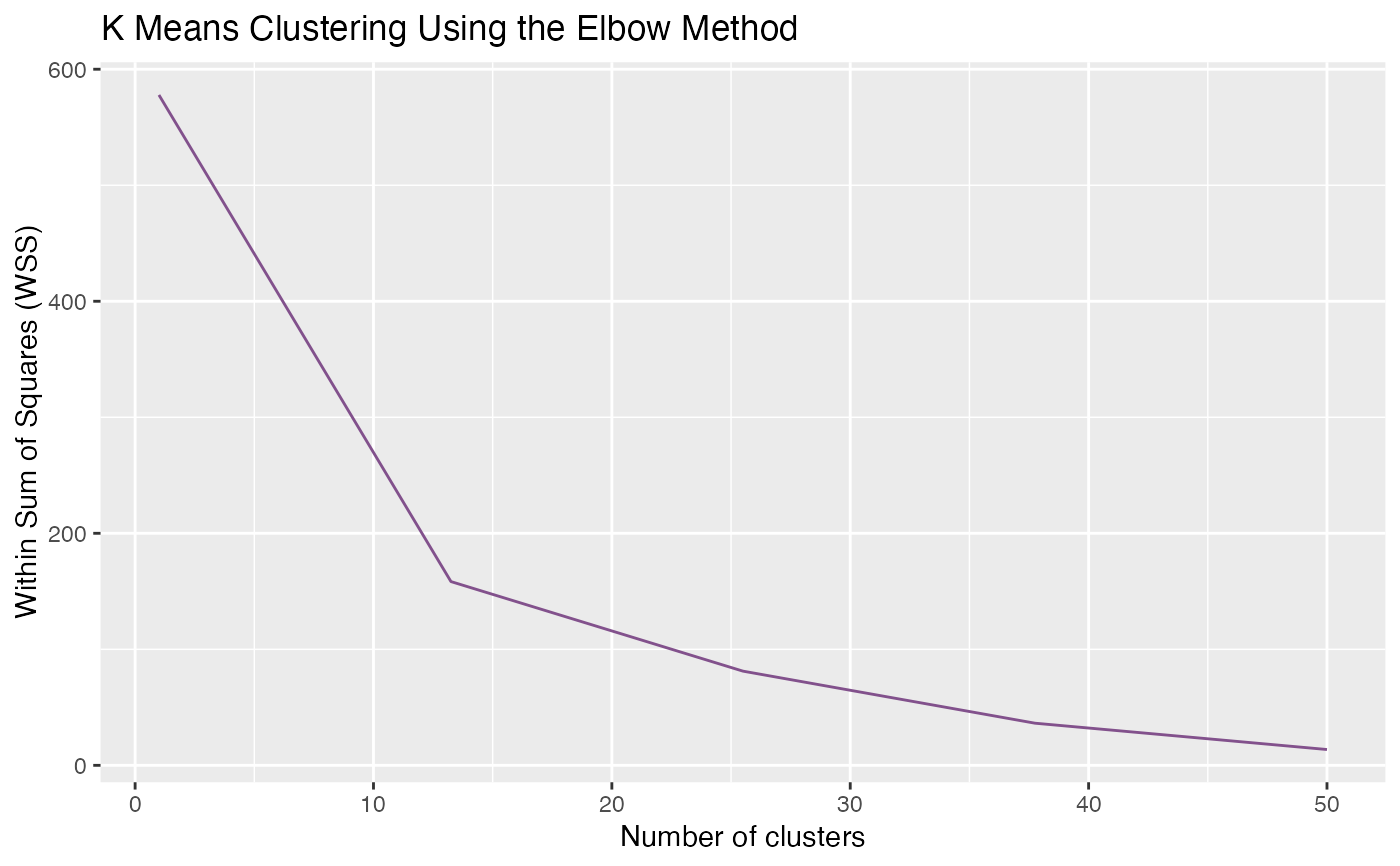 K Means Clustering Using the Elbow Method
Within Sum of Squares (WSS)
600
400
200
0
0 10 20 30 40 50
Number of clusters